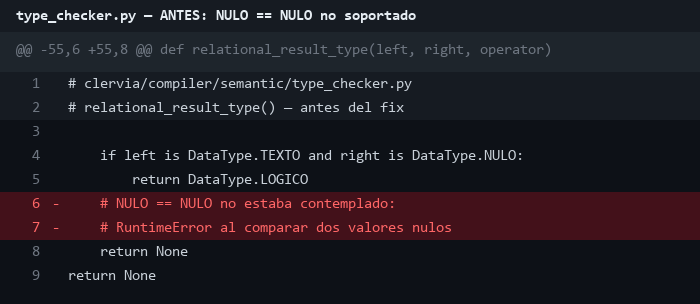 type_checker.py — ANTES: NULO == NULO no soportado
@@ -55,6 +55,8 @@ def relational_result_type(left, right, operator)
1 # clervia/compiler/semantic/type_checker.py
2 # relational_result_type() — antes del fix
3
4 if left is DataType.TEXTO and right is DataType.NULO:
5 return DataType.LOGICO
6 - # NULO == NULO no estaba contemplado:
7 - # RuntimeError al comparar dos valores nulos
8 return None
9 return None